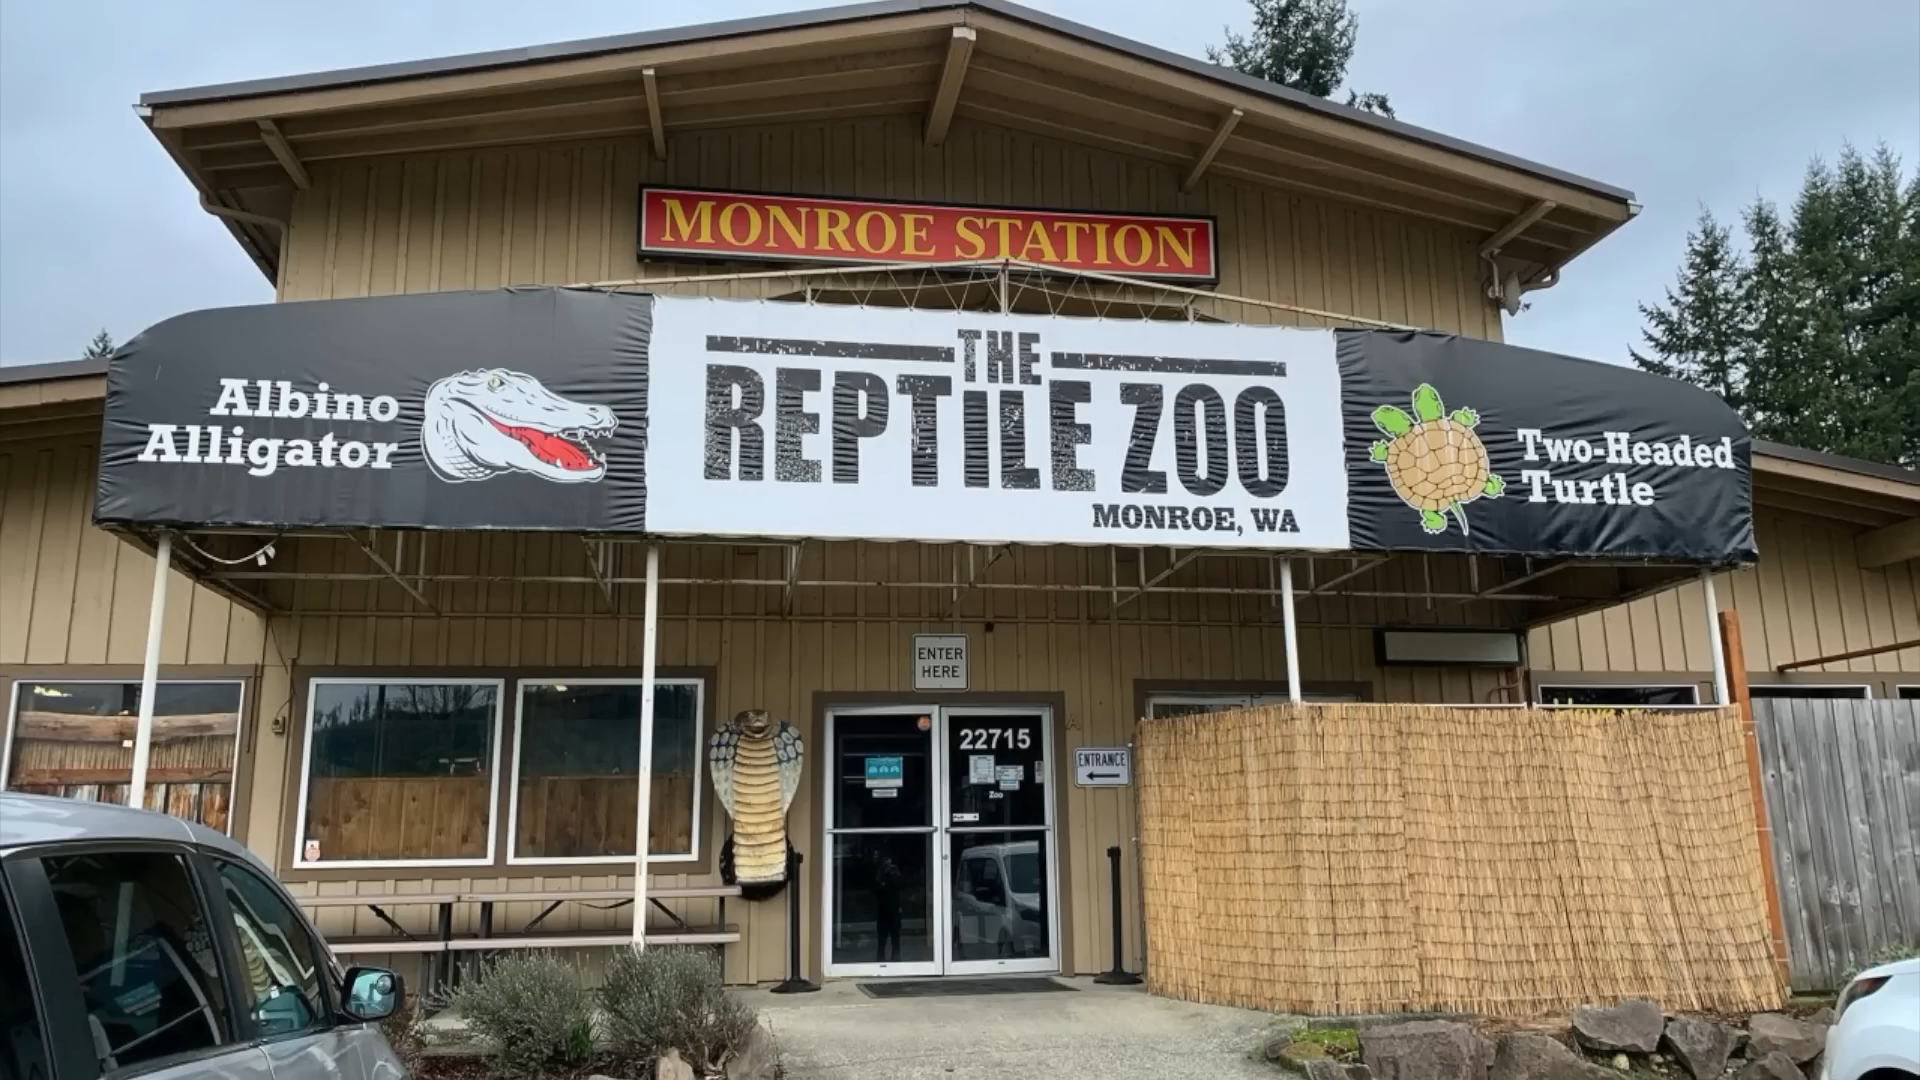 MONROE STATION
Albino
Alligator
THE
REPTILE ZOO
MONROE, WA
Two-Headed
Turtle
ENTER
HERE
22715
ENTRANCE
Zoo